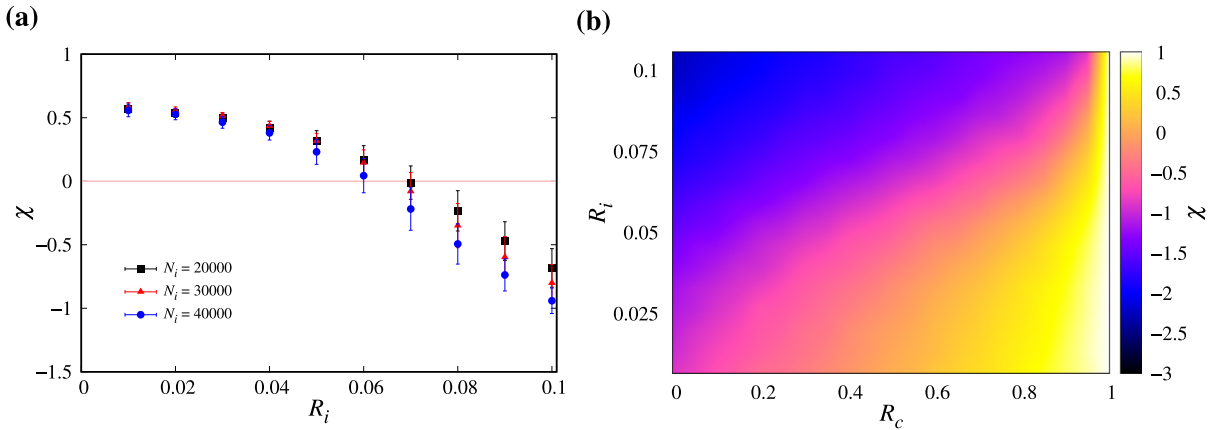 (a)
1
0.5
0
−0.5
−1
−1.5
χ
N_i = 20000
N_i = 30000
N_i = 40000
0 0.02 0.04 0.06 0.08 0.1
R_i
(b)
0.1
0.075
0.05
0.025
R_i
0 0.2 0.4 0.6 0.8 1
R_c
1
0.5
0
−0.5
−1
−1.5
−2
−2.5
−3
χ